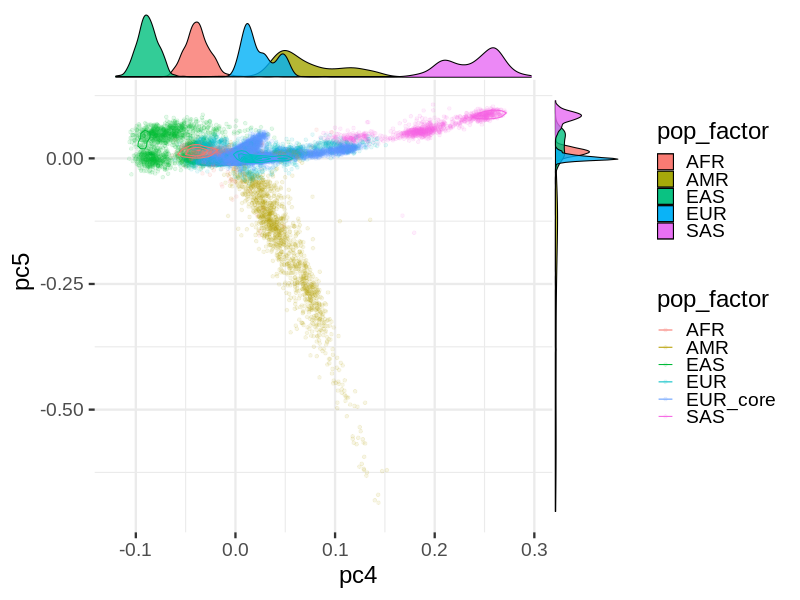 pop_factor
AFR
AMR
EAS
EUR
SAS
pop_factor
AFR
AMR
EAS
EUR
EUR_core
SAS
0.00
-0.25
-0.50
pc5
-0.1
0.0
0.1
0.2
0.3
pc4